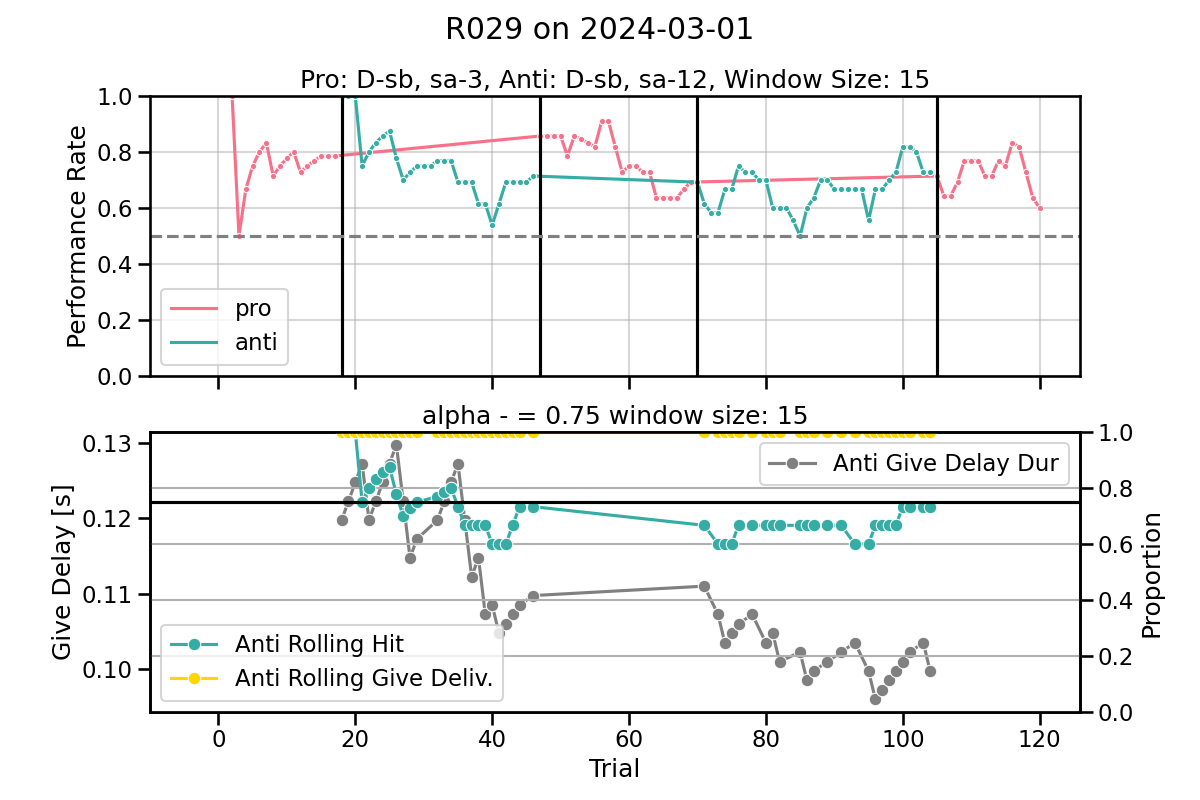 R029 on 2024-03-01
Pro: D-sb, sa-3, Anti: D-sb, sa-12, Window Size: 15
Performance Rate
1.0
0.8
0.6
0.4
0.2
0.0
pro
anti
alpha - = 0.75 window size: 15
Give Delay [s]
0.13
0.12
0.11
0.10
Anti Give Delay Dur
Anti Rolling Hit
Anti Rolling Give Deliv.
1.0
0.8
0.6
0.4
0.2
0.0
Proportion
0
20
40
60
80
100
120
Trial